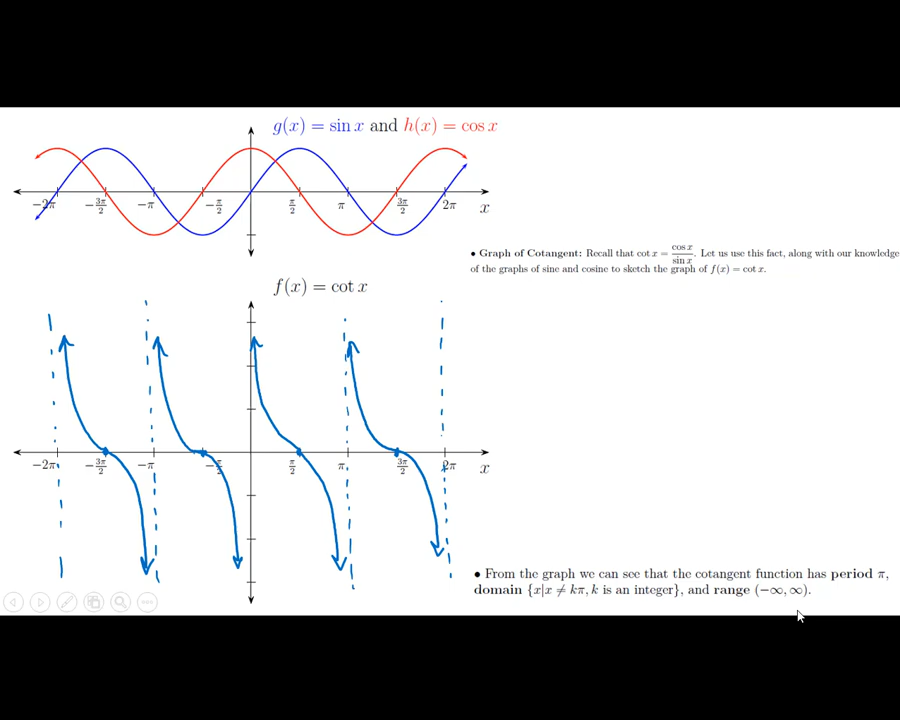 g(x) = sin x and h(x) = cos x
−2π −3π/2 −π −π/2 π/2 π 3π/2 2π x
• Graph of Cotangent: Recall that cot x = cos x/sin x. Let us use this fact, along with our knowledge
of the graphs of sine and cosine to sketch the graph of f(x) = cot x.
f(x) = cot x
−2π −3π/2 −π −π/2 π/2 π 3π/2 2π x
• From the graph we can see that the cotangent function has period π,
domain {x|x ≠ kπ, k is an integer}, and range (−∞, ∞).